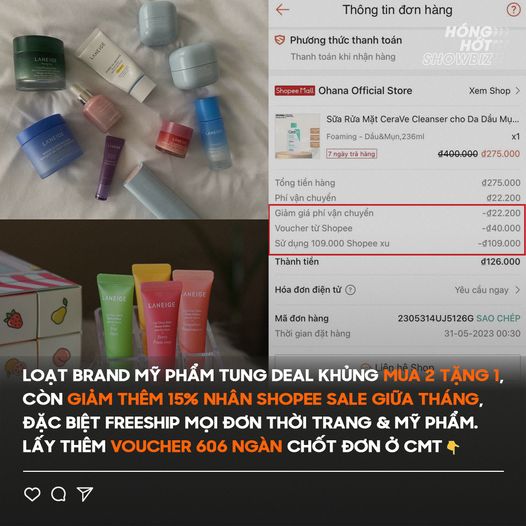 LANEIGE
LANEIGE
LANEIGE
LANEIGE
LANEIGE
Thông tin đơn hàng
HÓNG
HÓT
SHOWBIZ
Phương thức thanh toán
Thanh toán khi nhận hàng
Shopee Mall Ohana Official Store Xem Shop >
Sữa Rửa Mặt CeraVe Cleanser cho Da Dầu Mụ...
Foaming - Dầu&Mụn,236ml x1
7 ngày trả hàng ₫400.000 ₫275.000
Tổng tiền hàng ₫275.000
Phí vận chuyển ₫22.200
Giảm giá phí vận chuyển -₫22.200
Voucher từ Shopee -₫40.000
Sử dụng 109.000 Shopee xu -₫109.000
Thành tiền ₫126.000
Hóa đơn điện tử ? Yêu cầu ngay >
Mã đơn hàng 2305314UJ5126G SAO CHÉP
Thời gian đặt hàng 31-05-2023 00:30
Liên hệ Shop
LOẠT BRAND MỸ PHẨM TUNG DEAL KHỦNG MUA 2 TẶNG 1,
CÒN GIẢM THÊM 15% NHÂN SHOPEE SALE GIỮA THÁNG,
ĐẶC BIỆT FREESHIP MỌI ĐƠN THỜI TRANG & MỸ PHẨM.
LẤY THÊM VOUCHER 606 NGÀN CHỐT ĐƠN Ở CMT👇